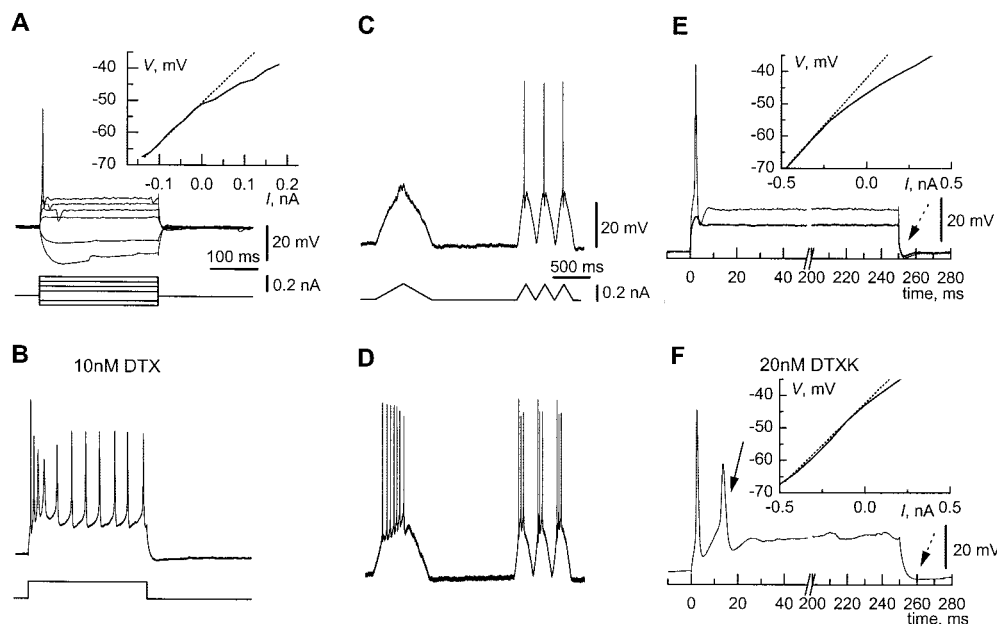 A
V, mV
-40
-50
-60
-70
-0.1 0.0 0.1 0.2
I, nA
20 mV
100 ms
0.2 nA
B
10nM DTX
C
20 mV
500 ms
0.2 nA
D
E
V, mV
-40
-50
-60
-70
-0.5 0.0 0.5
I, nA
20 mV
0 20 40 200 220 240 260 280
time, ms
F
20nM DTXK
V, mV
-40
-50
-60
-70
-0.5 0.0 0.5
I, nA
20 mV
0 20 40 200 220 240 260 280
time, ms